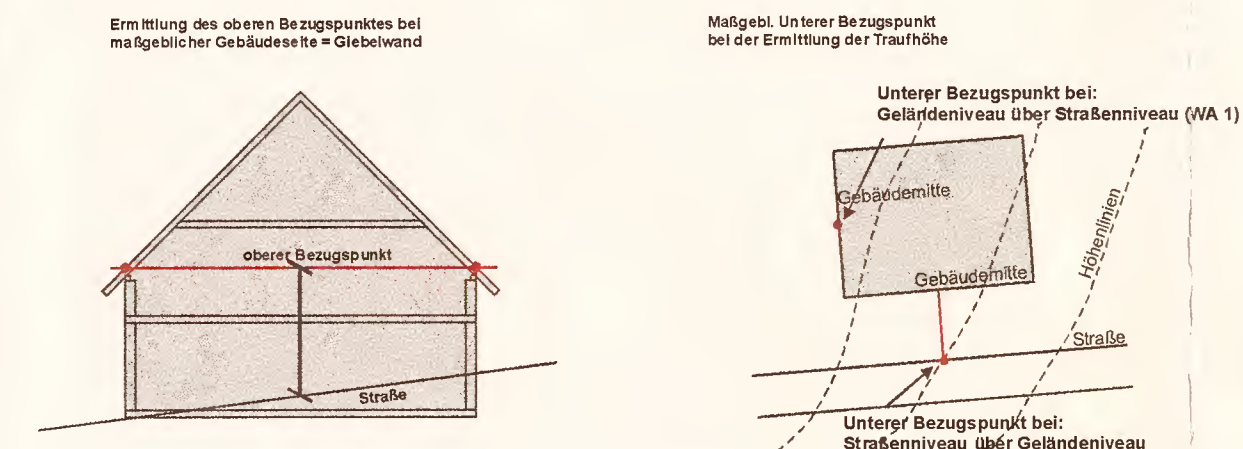 Ermittlung des oberen Bezugspunktes bei
maßgeblicher Gebäudeseite = Giebelwand
oberer Bezugspunkt
Straße
Maßgebl. Unterer Bezugspunkt
bei der Ermittlung der Traufhöhe
Unterer Bezugspunkt bei:
Geländeniveau über Straßenniveau (WA 1)
Gebäudemitte
Gebäudemitte
Höhenlinien
Straße
Unterer Bezugspunkt bei:
Straßenniveau über Geländeniveau